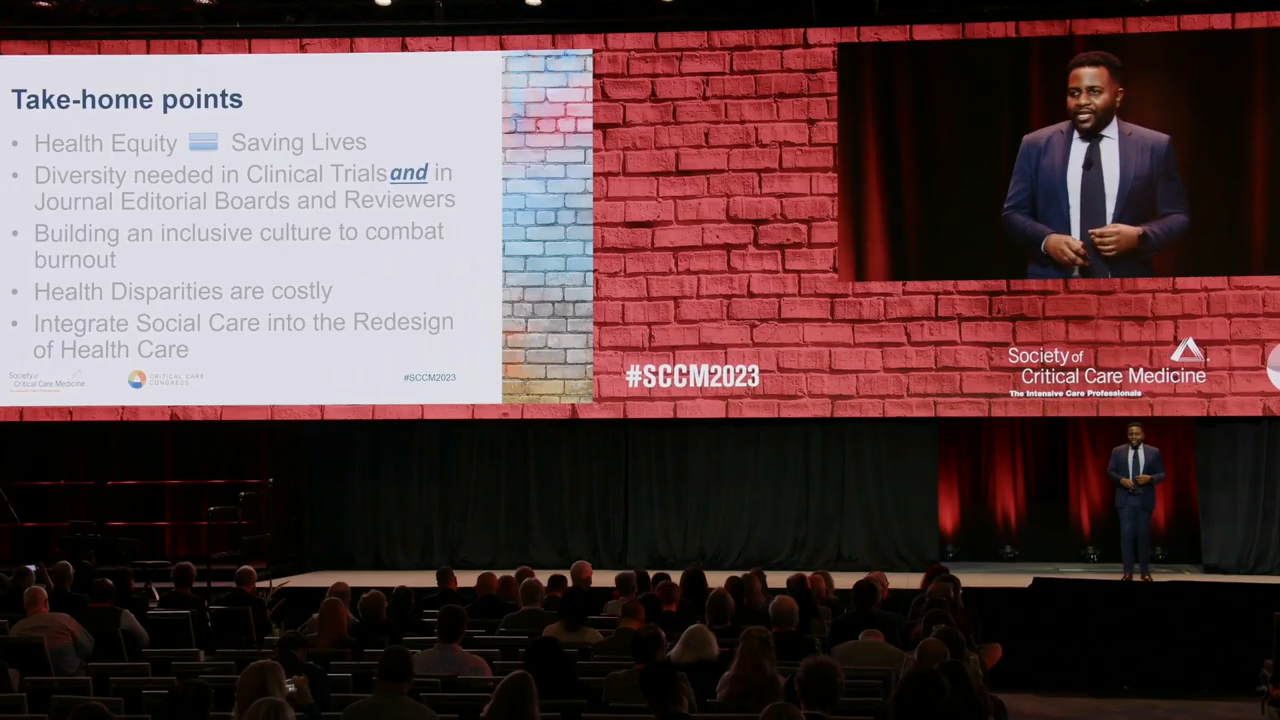 Take-home points
• Health Equity = Saving Lives
• Diversity needed in Clinical Trials and in
Journal Editorial Boards and Reviewers
• Building an inclusive culture to combat
burnout
• Health Disparities are costly
• Integrate Social Care into the Redesign
of Health Care
Society of
Critical Care Medicine
CRITICAL CARE
CONGRESS
#SCCM2023
#SCCM2023
Society of
Critical Care Medicine
The Intensive Care Professionals